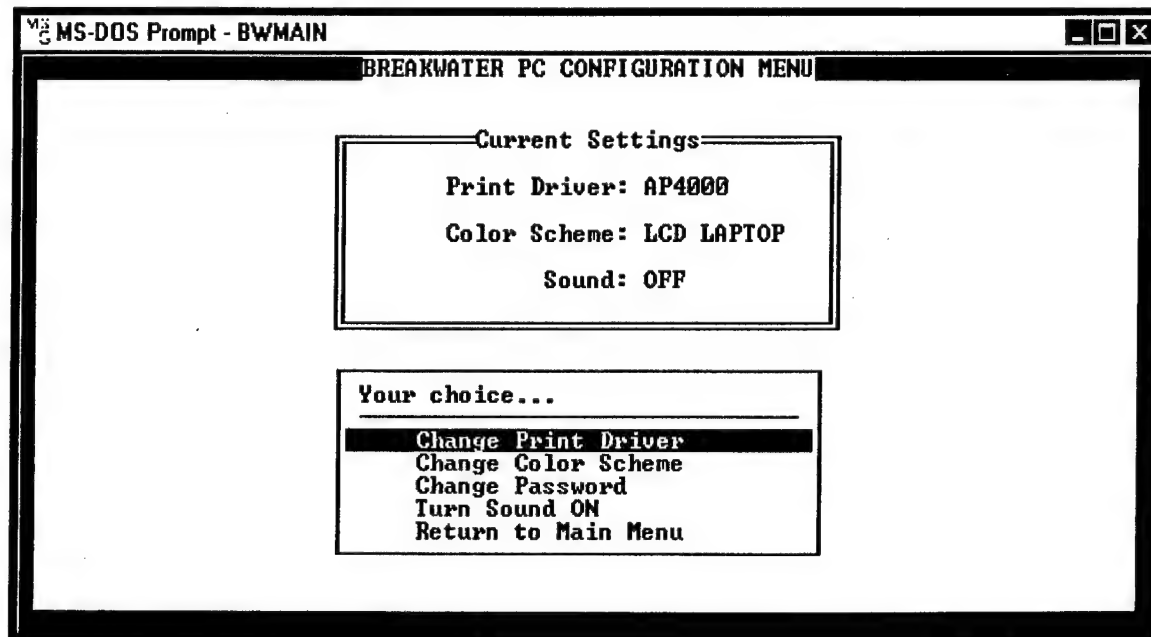 MS-DOS Prompt - BWMAIN
BREAKWATER PC CONFIGURATION MENU
Current Settings
Print Driver: AP4000
Color Scheme: LCD LAPTOP
Sound: OFF
Your choice...
Change Print Driver
Change Color Scheme
Change Password
Turn Sound ON
Return to Main Menu